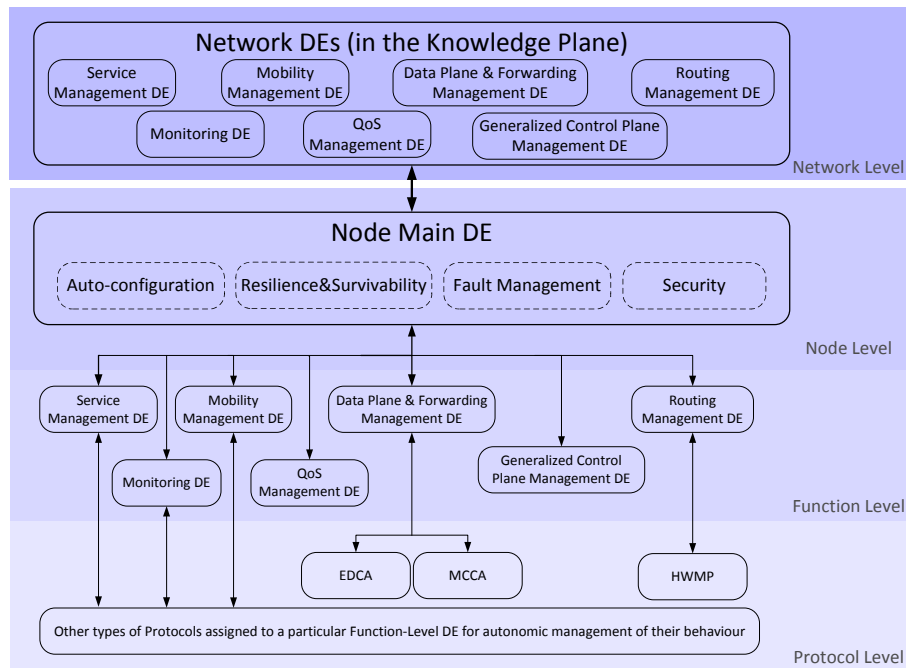 Network DEs (in the Knowledge Plane)
Service
Management DE
Mobility
Management DE
Data Plane & Forwarding
Management DE
Routing
Management DE
Monitoring DE
QoS
Management DE
Generalized Control Plane
Management DE
Network Level
Node Main DE
Auto-configuration
Resilience&Survivability
Fault Management
Security
Node Level
Service
Management DE
Mobility
Management DE
Data Plane & Forwarding
Management DE
Routing
Management DE
Monitoring DE
QoS
Management DE
Generalized Control
Plane Management DE
Function Level
EDCA
MCCA
HWMP
Other types of Protocols assigned to a particular Function-Level DE for autonomic management of their behaviour
Protocol Level